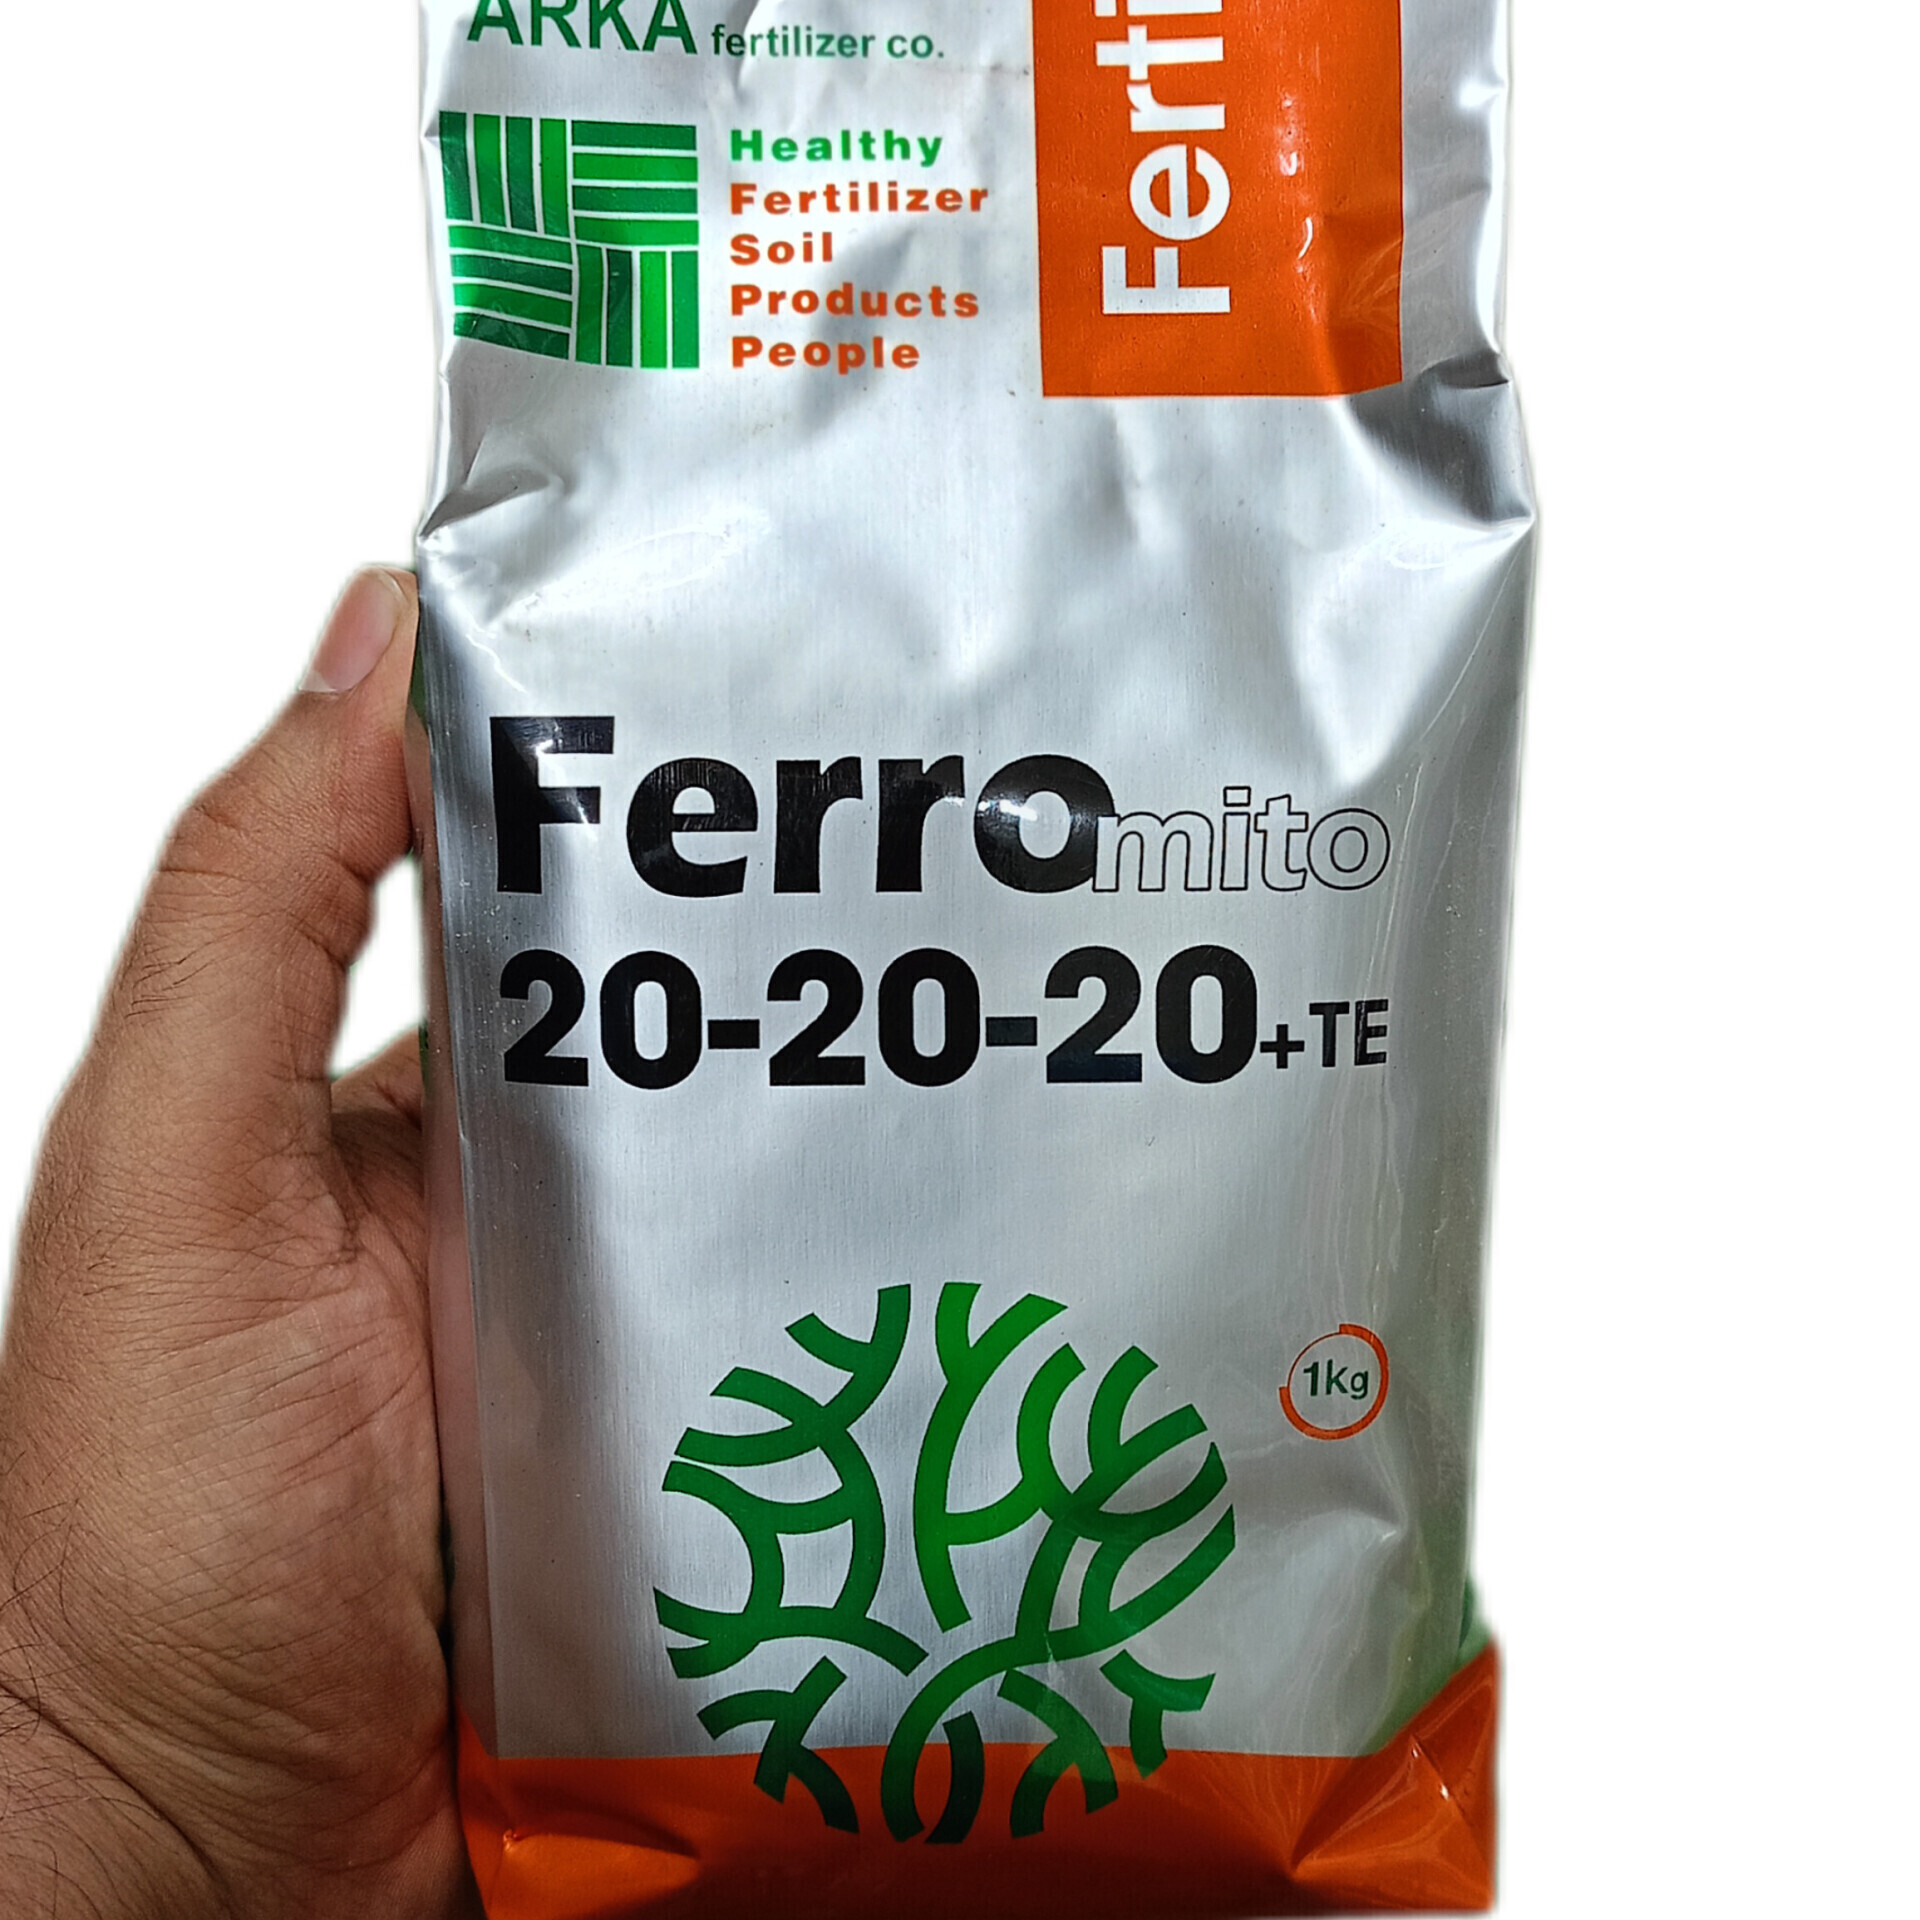 ARKA fertilizer co.
Healthy
Fertilizer
Soil
Products
People
Ferromito
20-20-20+TE
1kg